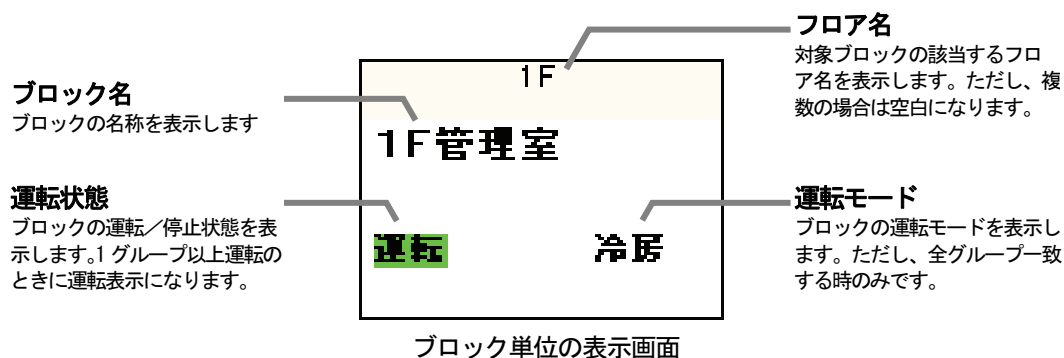 フロア名
対象ブロックの該当するフロ
ア名を表示します。ただし、複
数の場合は空白になります。
ブロック名
ブロックの名称を表示します
1F
1F管理室
運転状態
ブロックの運転／停止状態を表
示します。1 グループ以上運転の
ときに運転表示になります。
運転
冷房
運転モード
ブロックの運転モードを表示し
ます。ただし、全グループ一致
する時のみです。
ブロック単位の表示画面